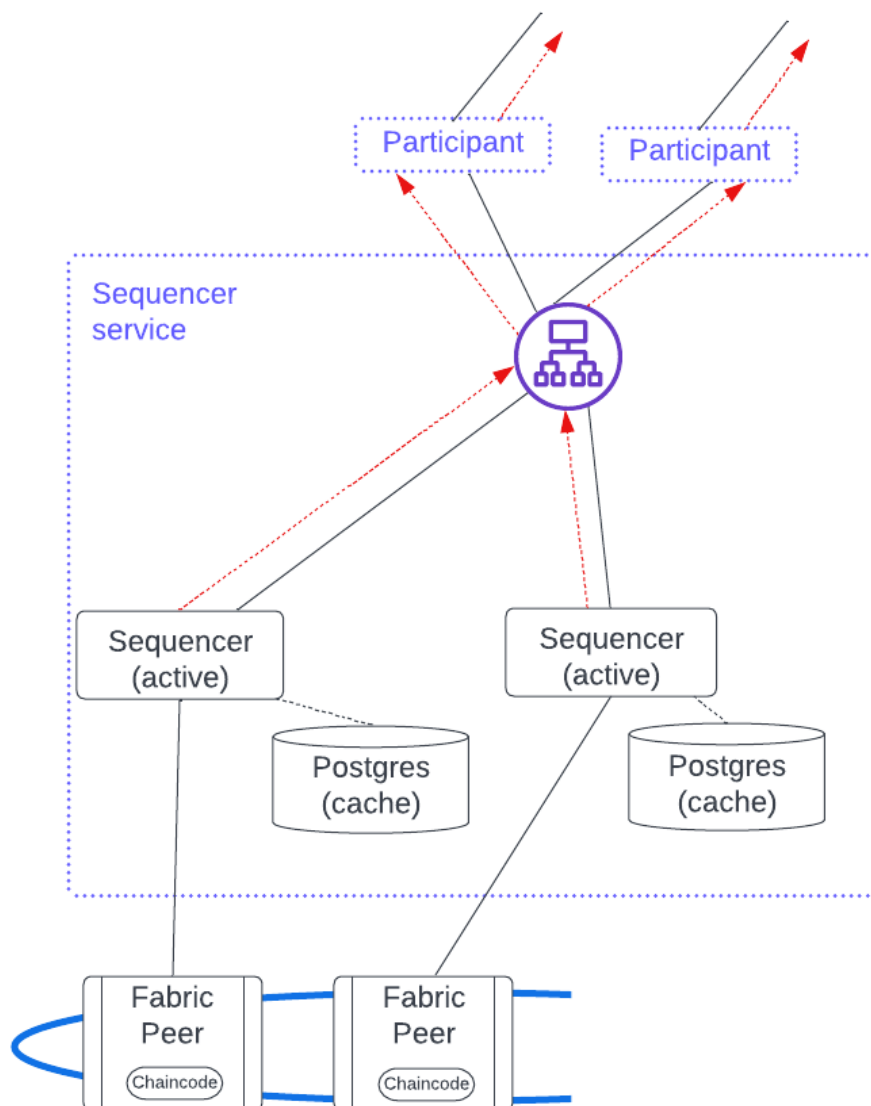 Participant
Participant
Sequencer
service
Sequencer
(active)
Sequencer
(active)
Postgres
(cache)
Postgres
(cache)
Fabric
Peer
Chaincode
Fabric
Peer
Chaincode